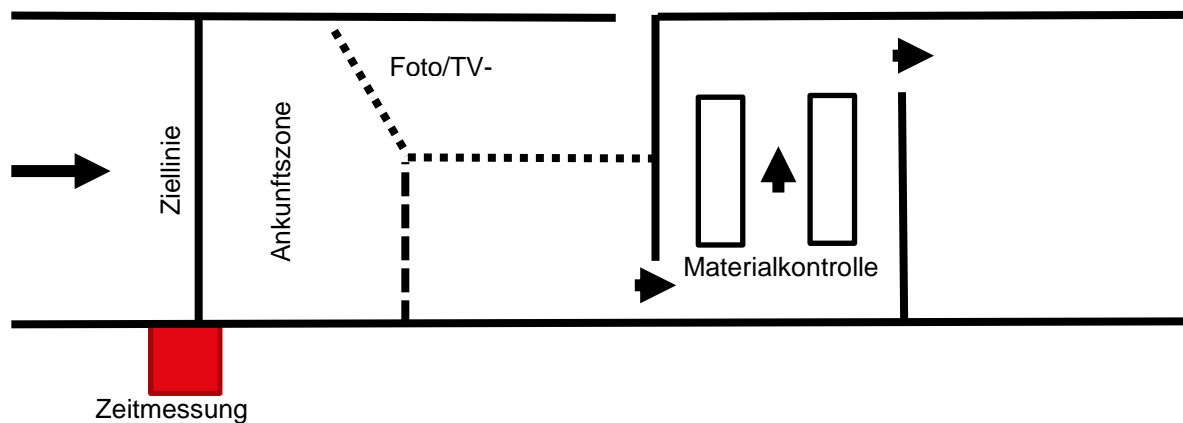 Ziellinie
Ankunftszone
Foto/TV-
Materialkontrolle
Zeitmessung